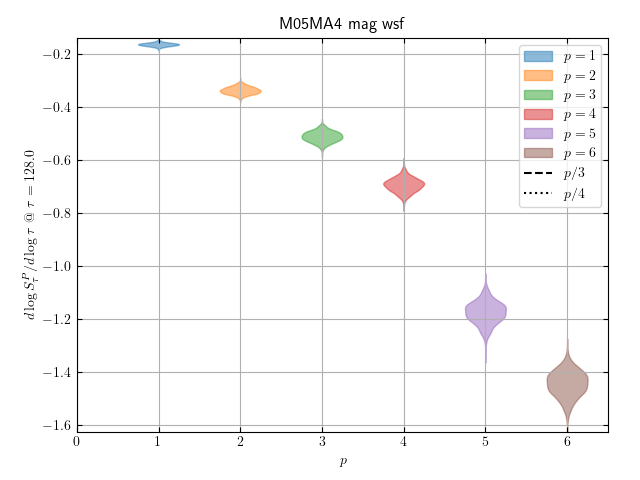 M05MA4 mag wsf
−0.2
−0.4
−0.6
−0.8
−1.0
−1.2
−1.4
−1.6
d log S_τ^P / d log τ @ τ = 128.0
0 1 2 3 4 5 6
p
p = 1
p = 2
p = 3
p = 4
p = 5
p = 6
p/3
p/4